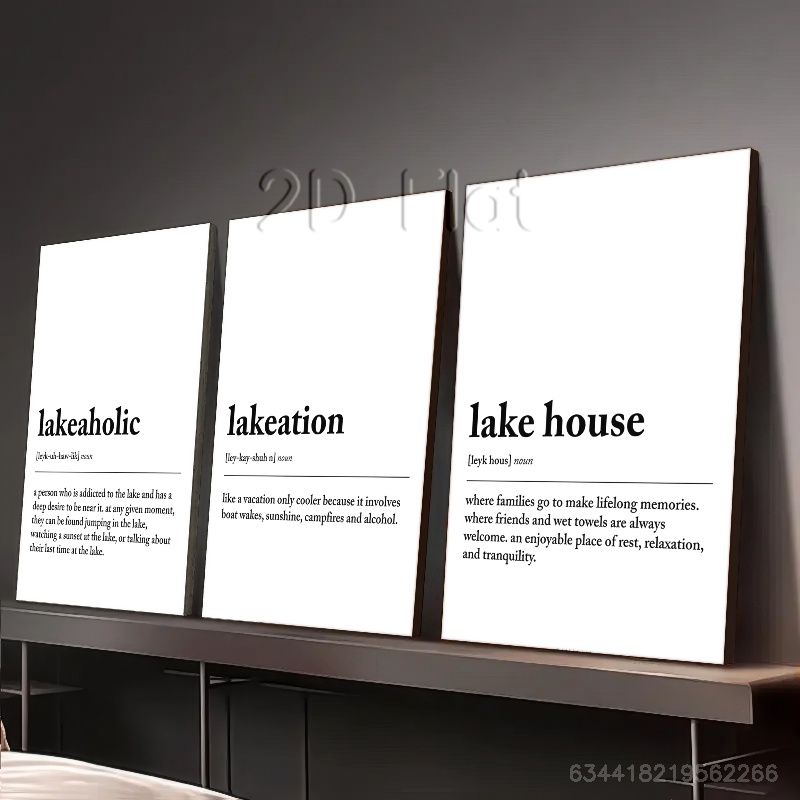 2D Flat
lakeaholic
[leyk-uh-haw-lik] noun
a person who is addicted to the lake and has a
deep desire to be near it. at any given moment,
they can be found jumping in the lake,
watching a sunset at the lake, or talking about
their last time at the lake.
lakeation
[ley-kay-shuh n] noun
like a vacation only cooler because it involves
boat wakes, sunshine, campfires and alcohol.
lake house
[leyk hous] noun
where families go to make lifelong memories.
where friends and wet towels are always
welcome. an enjoyable place of rest, relaxation,
and tranquility.
634418219562266